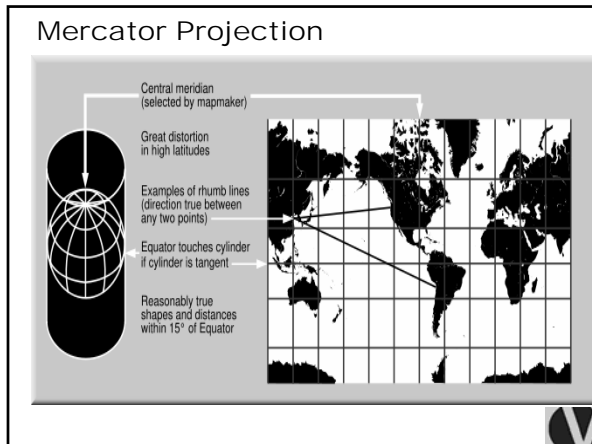 Mercator Projection
Central meridian
(selected by mapmaker)
Great distortion
in high latitudes
Examples of rhumb lines
(direction true between
any two points)
Equator touches cylinder
if cylinder is tangent
Reasonably true
shapes and distances
within 15° of Equator